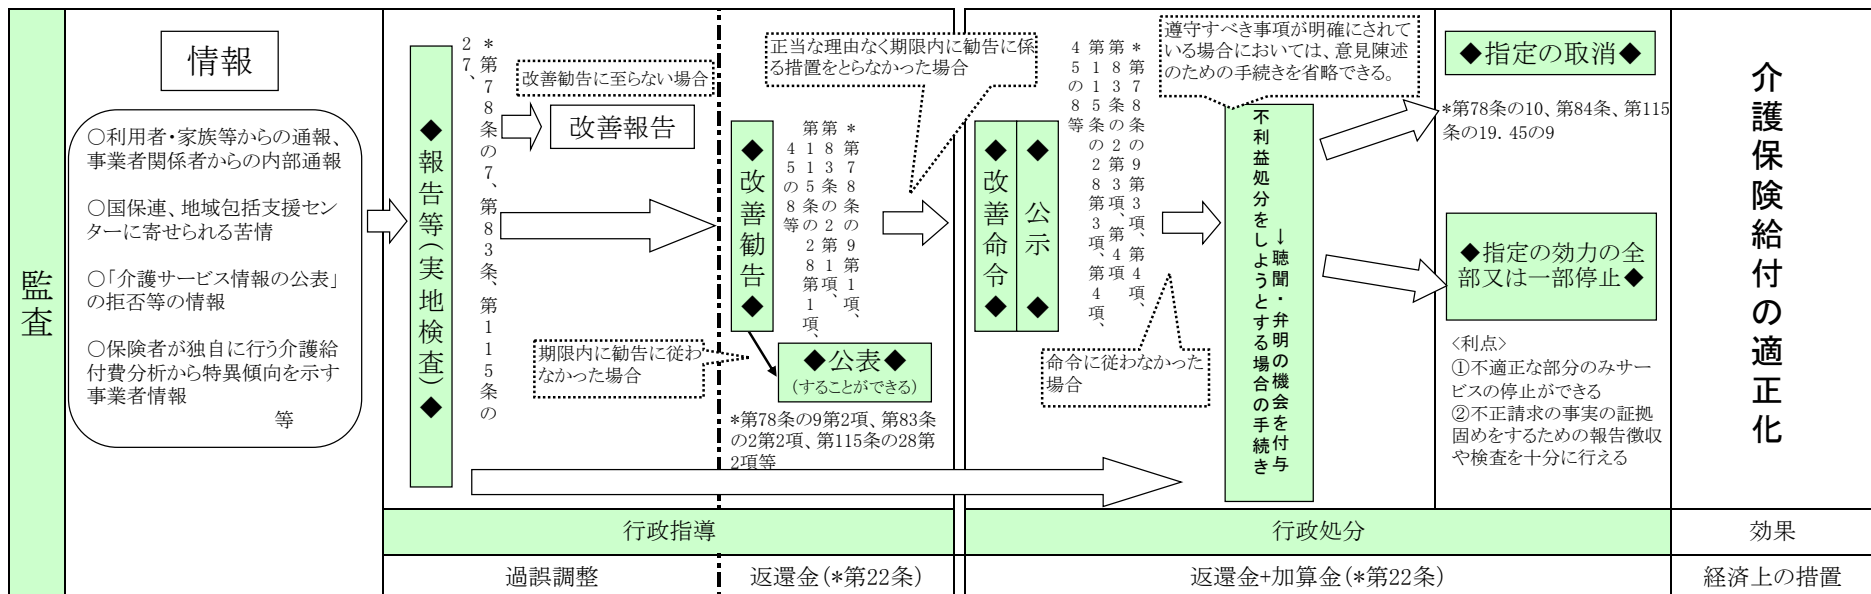 監査
情報
○利用者・家族等からの通報、
事業者関係者からの内部通報
○国保連、地域包括支援セン
ターに寄せられる苦情
○「介護サービス情報の公表」
の拒否等の情報
○保険者が独自に行う介護給
付費分析から特異傾向を示す
事業者情報
等
◆報告等(実地検査)◆
*第78条の7、第83条、第115条の
27、
改善勧告に至らない場合
改善報告
◆改善勧告◆
*第78条の9第1項、
第83条の2第1項、
第115条の28第1項、
45の8等
正当な理由なく期限内に勧告に係
る措置をとらなかった場合
期限内に勧告に従わ
なかった場合
◆公表◆
(することができる)
*第78条の9第2項、第83条
の2第2項、第115条の28第
2項等
◆改善命令◆
◆公示◆
*第78条の9第3項、第4項、
第83条の2第3項、第4項
第115条の28第3項、第4項、
45の8等
遵守すべき事項が明確にされて
いる場合においては、意見陳述
のための手続きを省略できる。
命令に従わなかった
場合
不利益処分をしようとする場合の手続き
→聴聞・弁明の機会を付与
◆指定の取消◆
*第78条の10、第84条、第115
条の19. 45の9
◆指定の効力の全
部又は一部停止◆
<利点>
①不適正な部分のみサー
ビスの停止ができる
②不正請求の事実の証拠
固めをするための報告徴収
や検査を十分に行える
介護保険給付の適正化
行政指導
行政処分
効果
過誤調整
返還金(*第22条)
返還金+加算金(*第22条)
経済上の措置